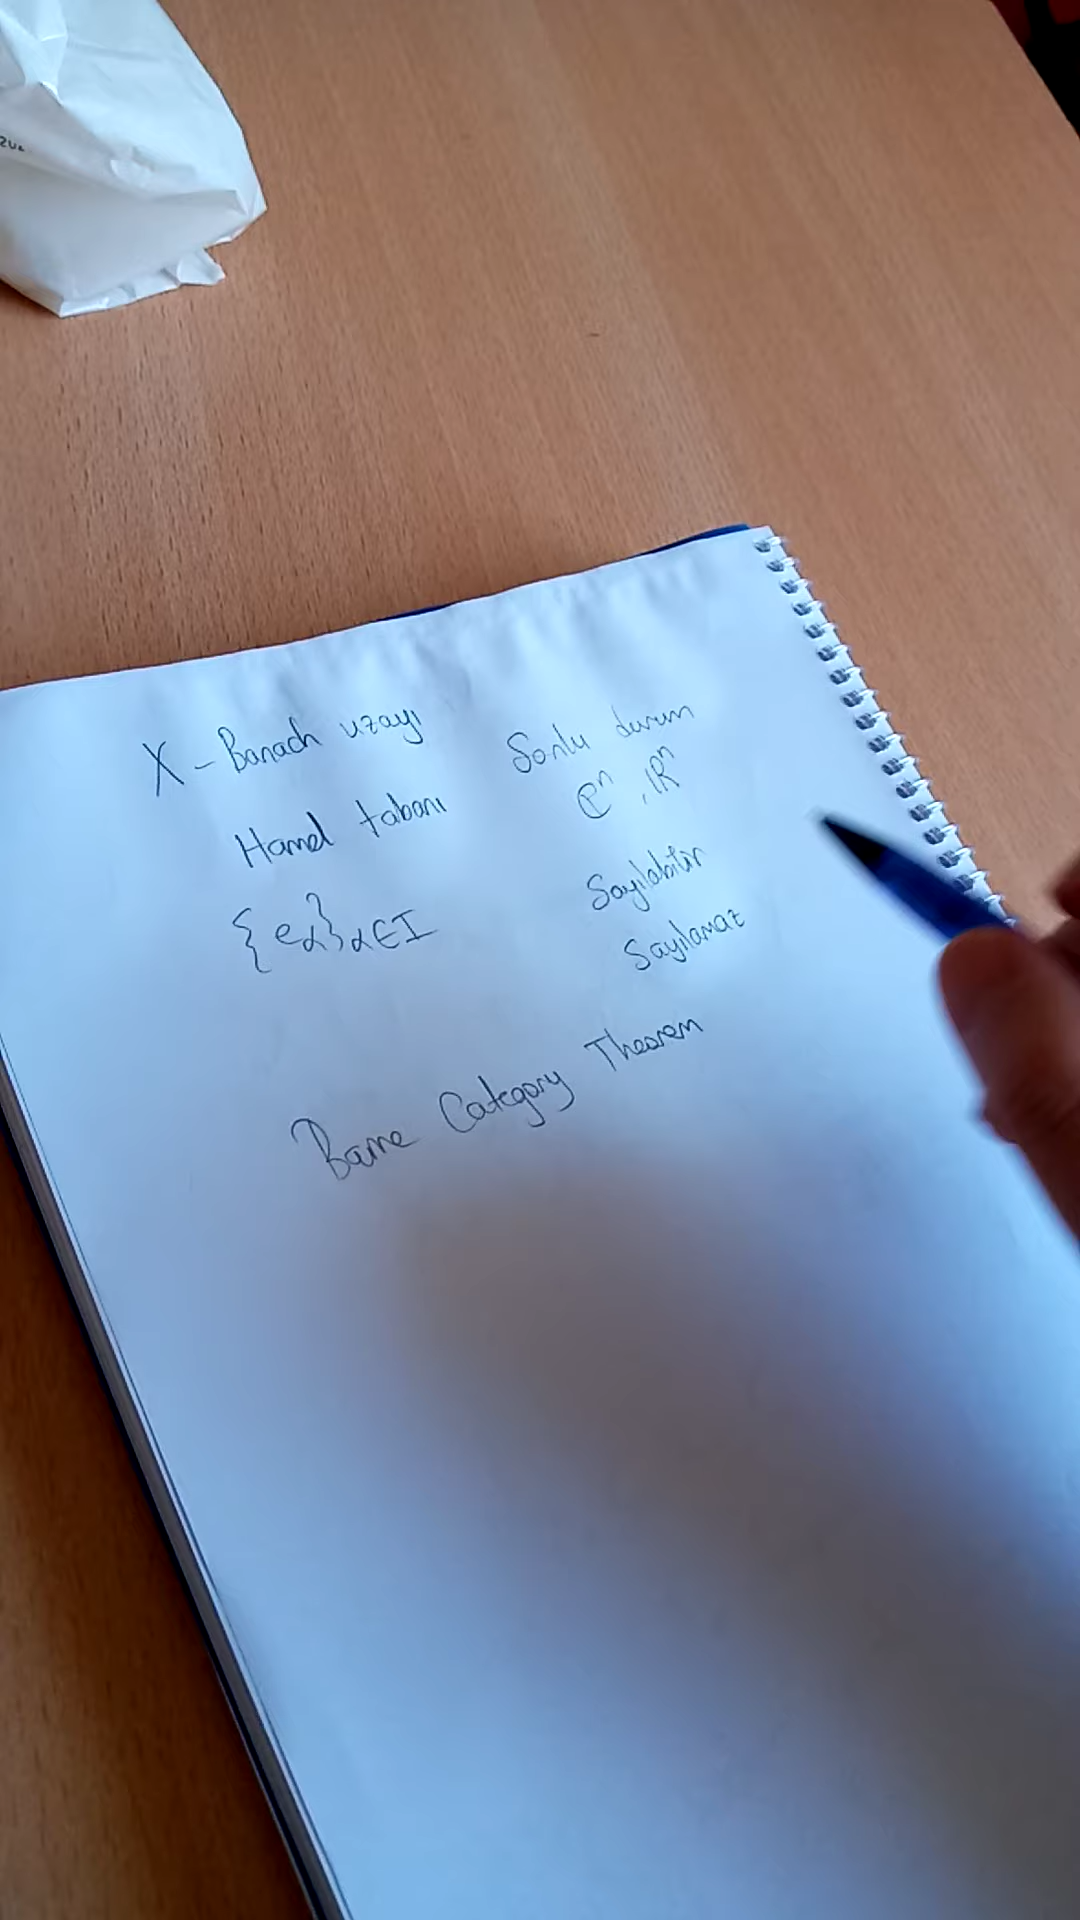 X - Banach uzayı
Hamel tabanı
{eα}α∈I
Sonlu durum
ℂⁿ, ℝⁿ
Sayılabilir
Sayılamaz
Baire Category Theorem